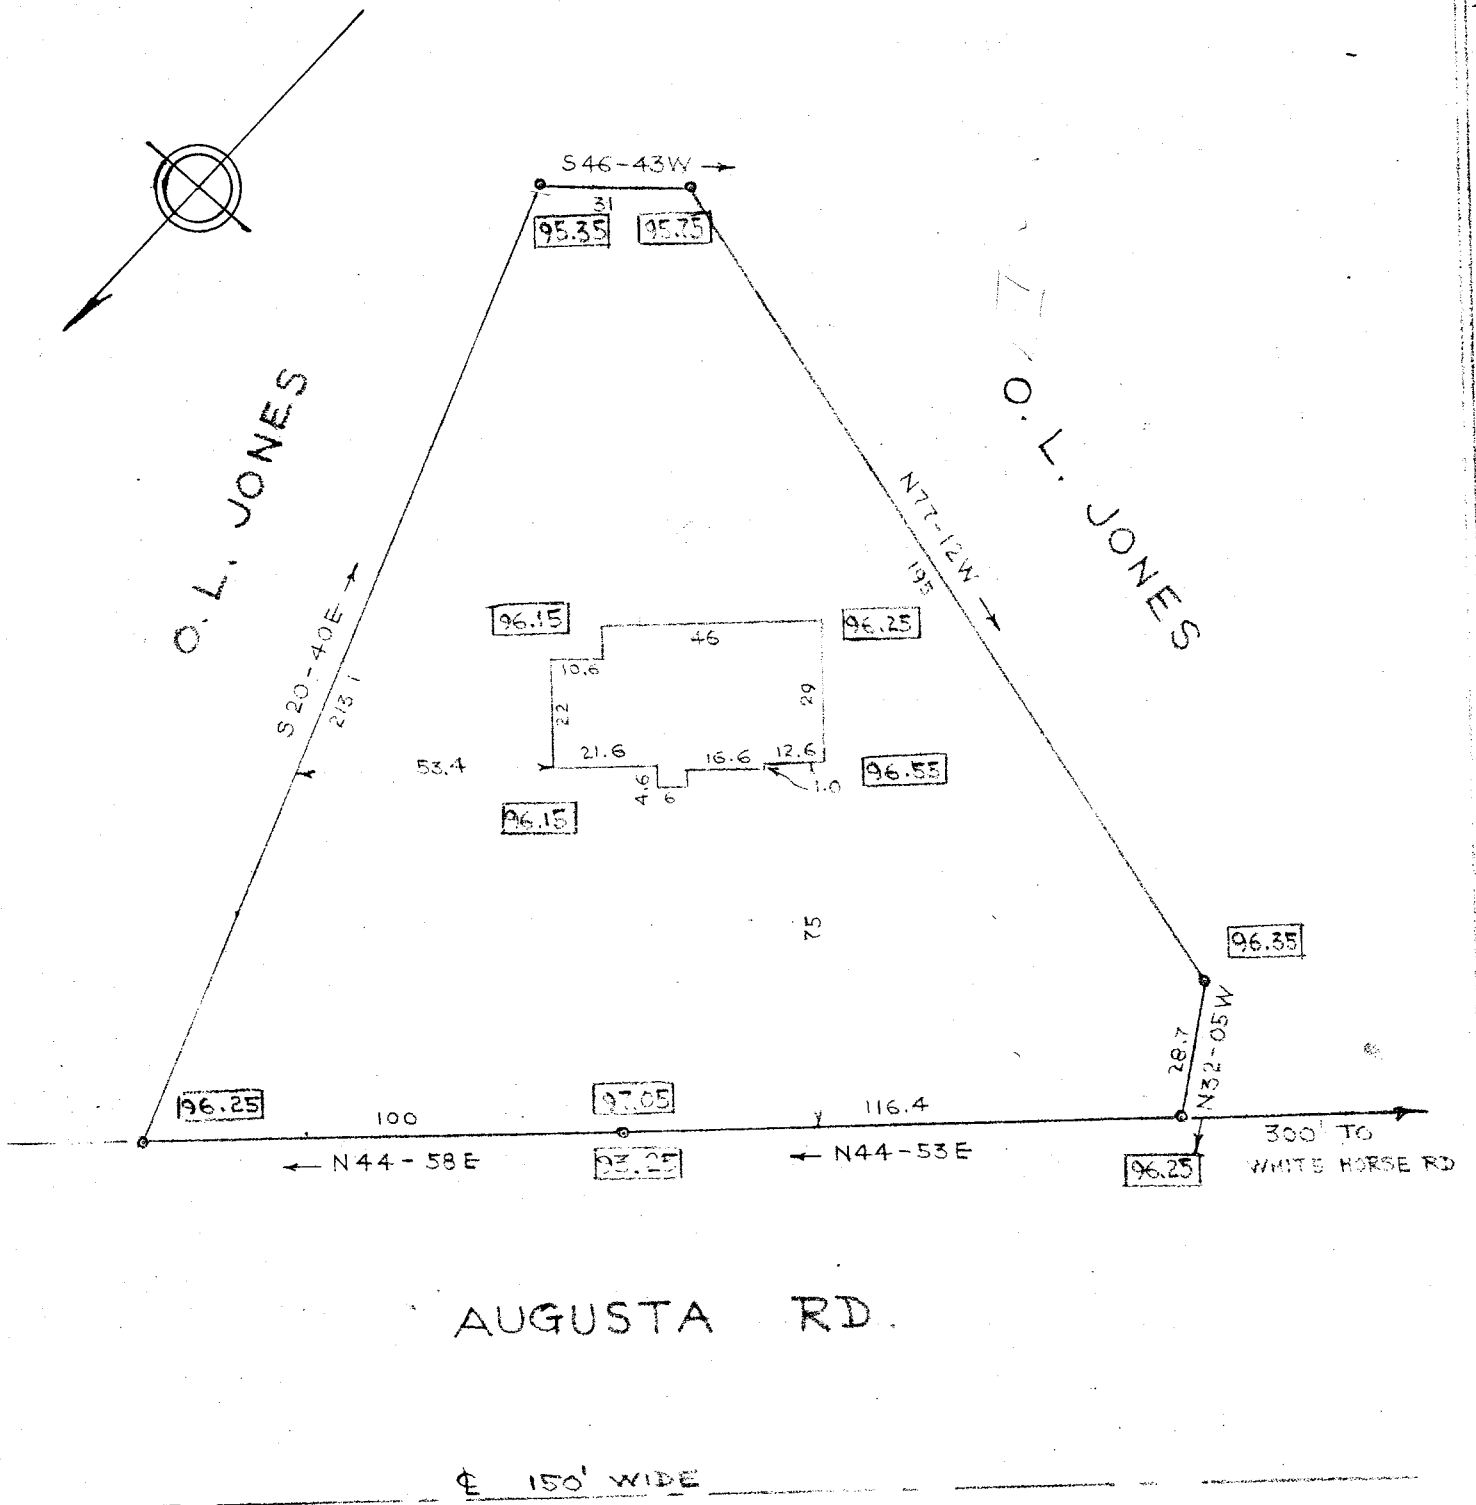 S46-43W
31
95.35
95.75
O. L. JONES
O. L. JONES
N77-12W
195
S20-40E
213.1
96.15
96.25
46
10.6
22
29
21.6
16.6
12.6
53.4
4.6
6
1.0
96.55
96.15
75
96.35
28.7
N32-05W
96.25
97.05
100
116.4
N44-58E
93.25
N44-53E
96.25
300' TO
WHITE HORSE RD
AUGUSTA RD.
℄ 150' WIDE